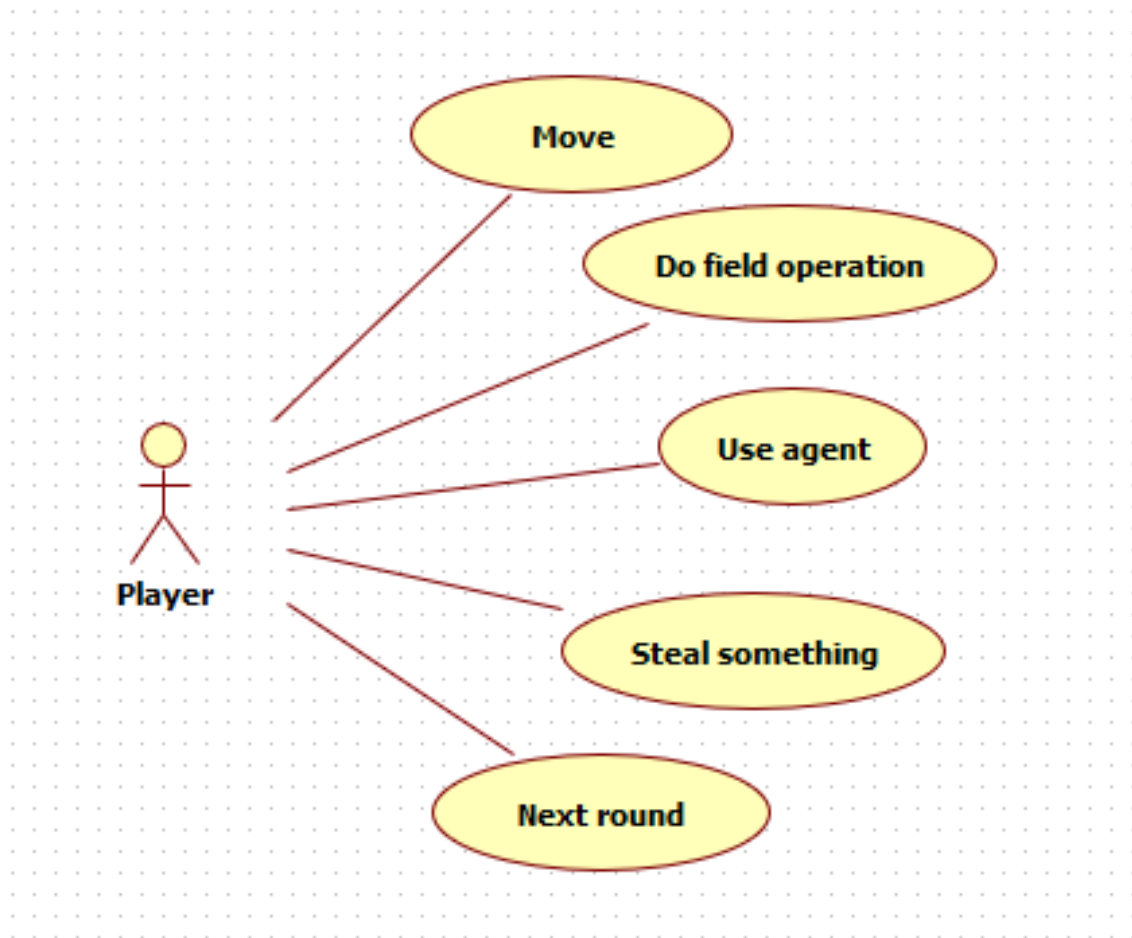 Move
Do field operation
Use agent
Player
Steal something
Next round